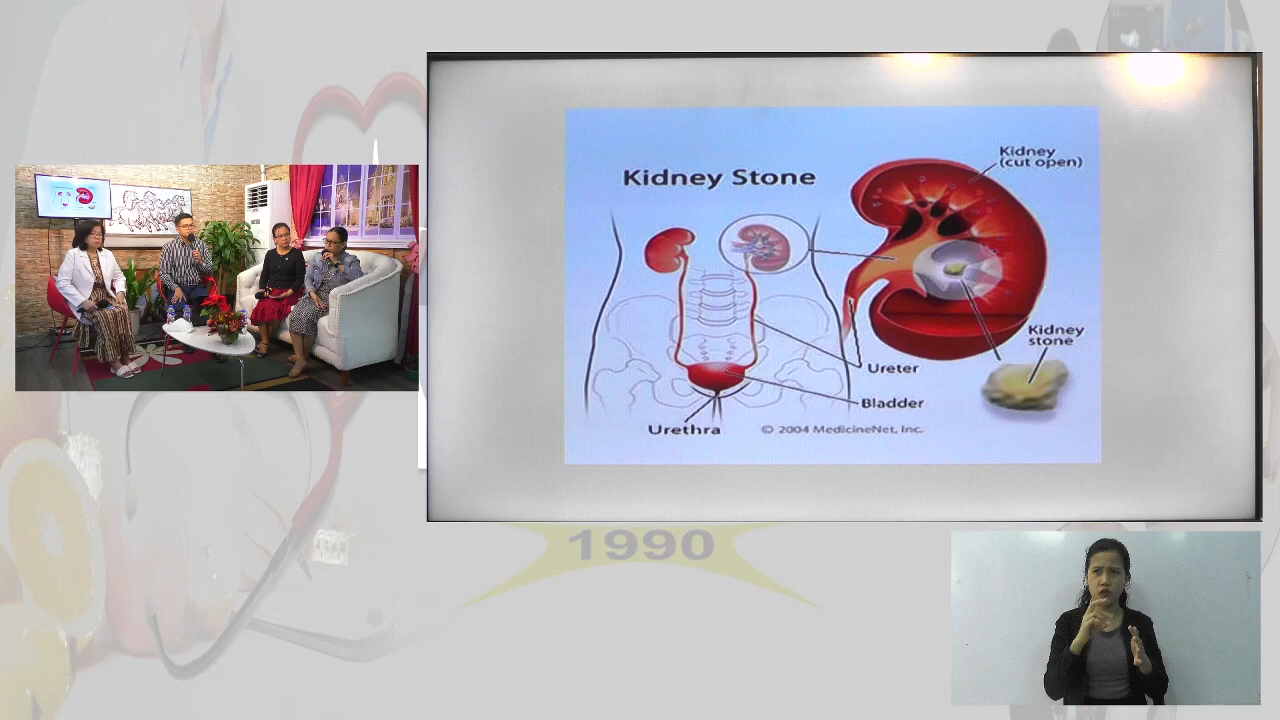 Kidney Stone
Kidney
(cut open)
Kidney
stone
Ureter
Bladder
Urethra
© 2004 MedicineNet, Inc.
1990